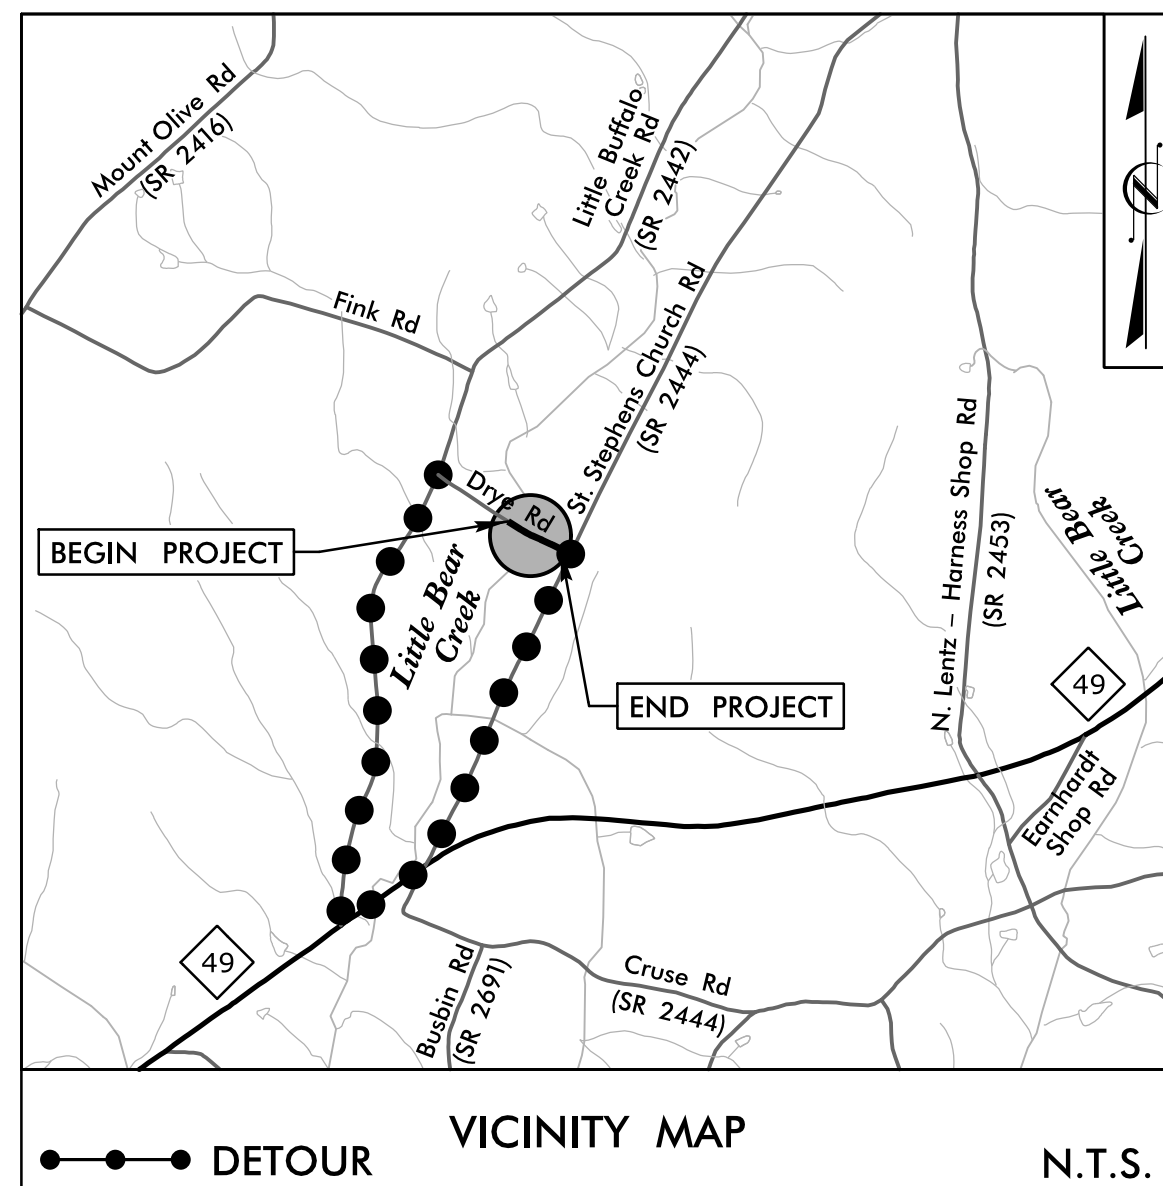 Mount Olive Rd
(SR 2416)
Little Buffalo
Creek Rd
(SR 2442)
Fink Rd
St. Stephens Church Rd
(SR 2444)
Drye Rd
BEGIN PROJECT
Little Bear
Creek
N. Lentz – Harness Shop Rd
(SR 2453)
Little Bear
Creek
END PROJECT
49
Earnhardt
Shop Rd
49
Busbin Rd
(SR 2691)
Cruse Rd
(SR 2444)
VICINITY MAP
DETOUR
N.T.S.